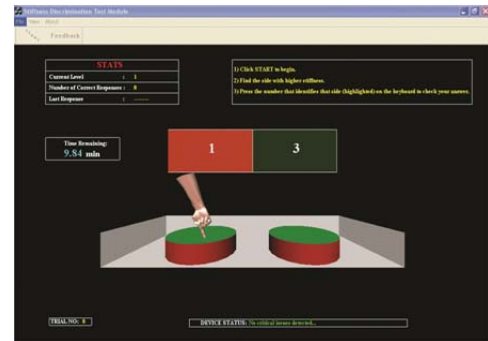 Stiffness Discrimination Test Module
File View About
Feedback
STATS
Current Level : 1
Number of Correct Responses : 0
Last Response : ------
1) Click START to begin.
2) Find the side with higher stiffness.
3) Press the number that identifies that side (highlighted) on the keyboard to check your answer.
Time Remaining:
9.84 min
1 3
TRIAL NO: 0
DEVICE STATUS: No critical errors detected...